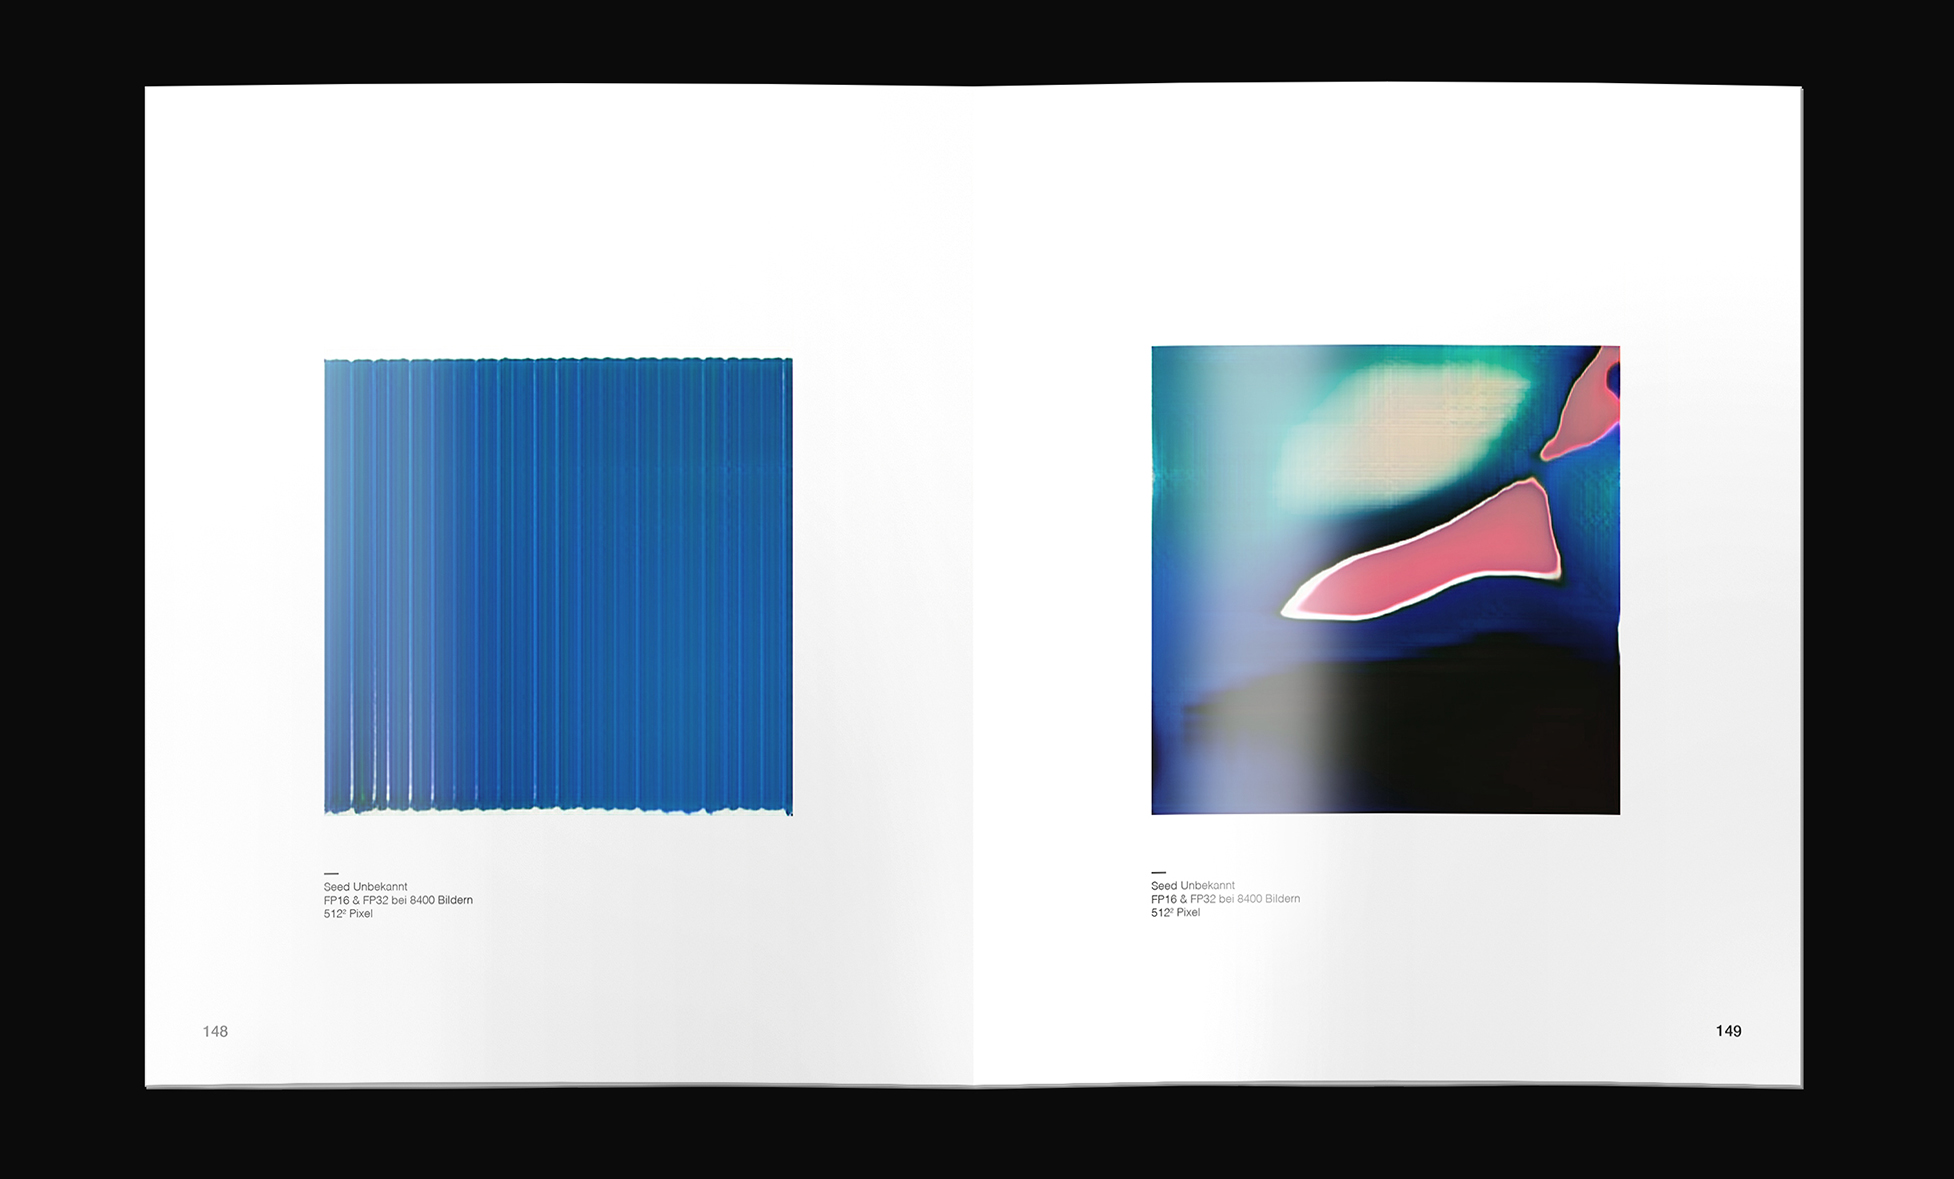 Seed Unbekannt
FP16 & FP32 bei 8400 Bildern
512² Pixel
148
Seed Unbekannt
FP16 & FP32 bei 8400 Bildern
512² Pixel
149